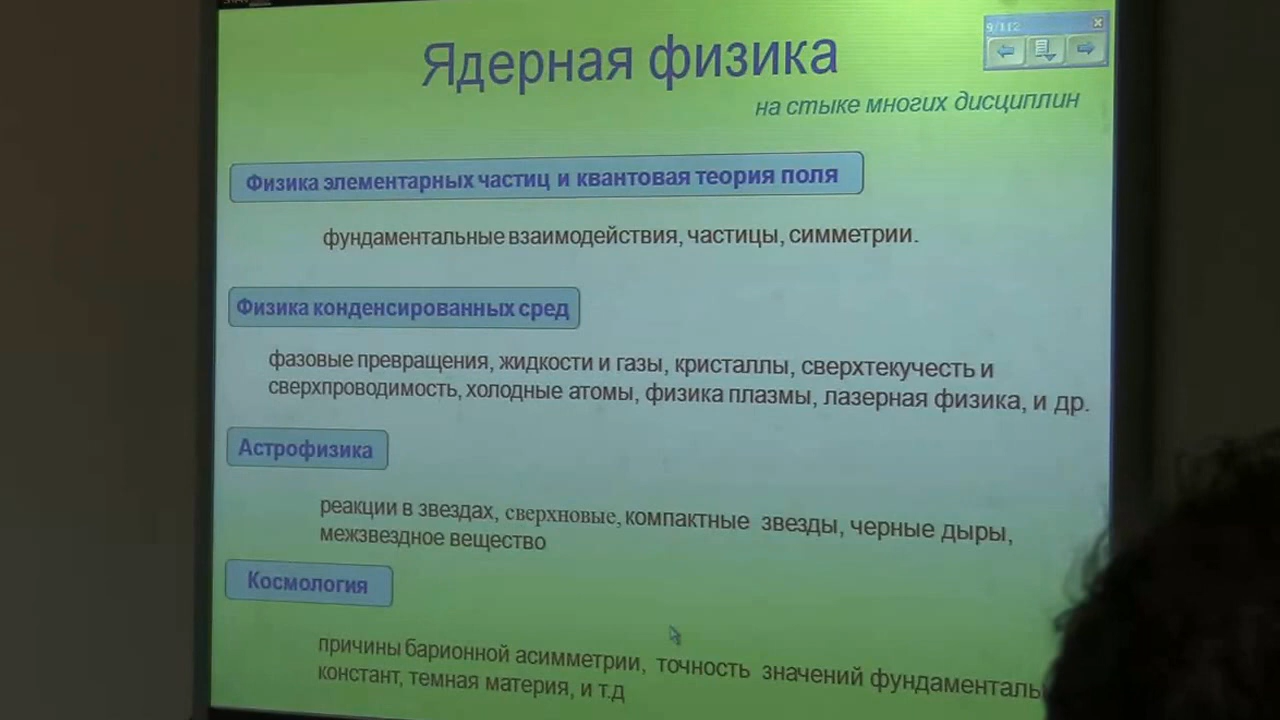 Ядерная физика
9/112
на стыке многих дисциплин
Физика элементарных частиц и квантовая теория поля
фундаментальные взаимодействия, частицы, симметрии.
Физика конденсированных сред
фазовые превращения, жидкости и газы, кристаллы, сверхтекучесть и
сверхпроводимость, холодные атомы, физика плазмы, лазерная физика, и др.
Астрофизика
реакции в звездах, сверхновые, компактные звезды, черные дыры,
межзвездное вещество
Космология
причины барионной асимметрии, точность значений фундаменталь
констант, темная материя, и т.д